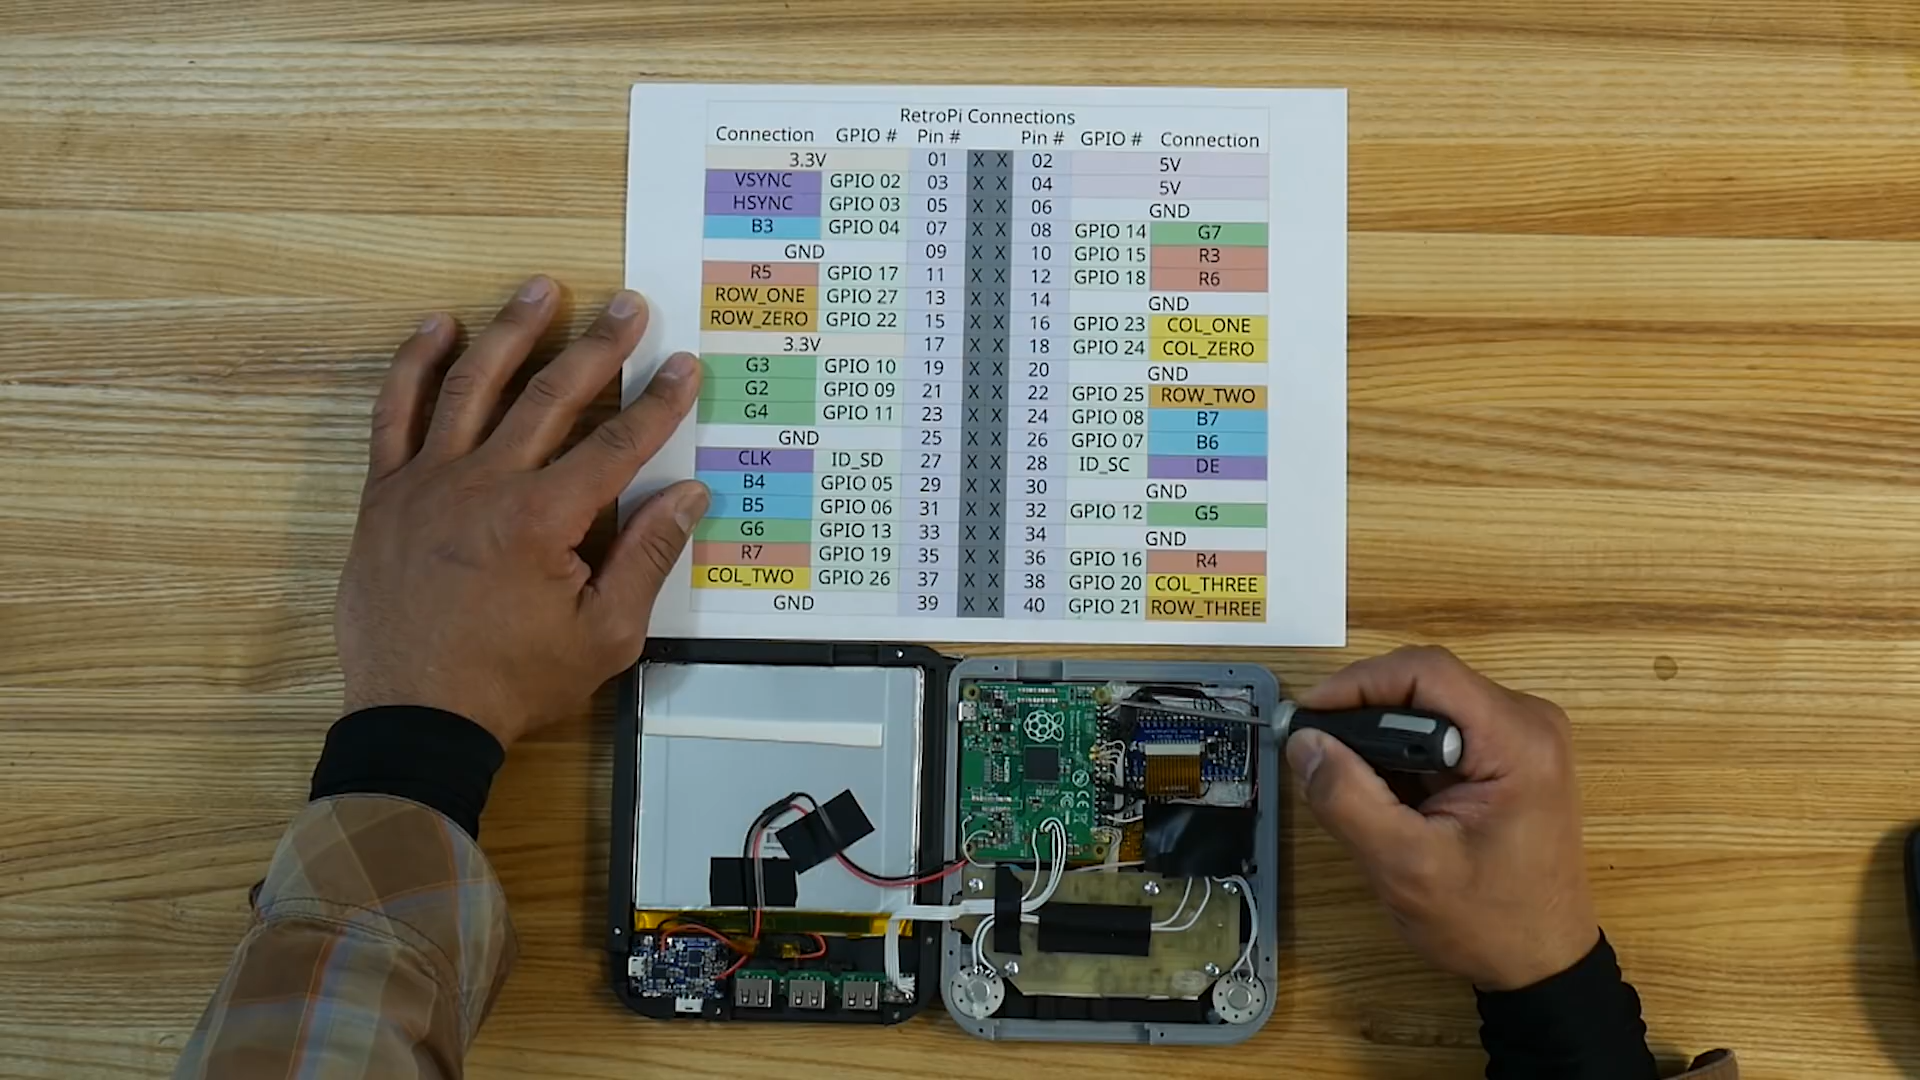 RetroPi Connections
Connection GPIO # Pin # Pin # GPIO # Connection
3.3V 01 X X 02 5V
VSYNC GPIO 02 03 X X 04 5V
HSYNC GPIO 03 05 X X 06 GND
B3 GPIO 04 07 X X 08 GPIO 14 G7
GND 09 X X 10 GPIO 15 R3
R5 GPIO 17 11 X X 12 GPIO 18 R6
ROW_ONE GPIO 27 13 X X 14 GND
ROW_ZERO GPIO 22 15 X X 16 GPIO 23 COL_ONE
3.3V 17 X X 18 GPIO 24 COL_ZERO
G3 GPIO 10 19 X X 20 GND
G2 GPIO 09 21 X X 22 GPIO 25 ROW_TWO
G4 GPIO 11 23 X X 24 GPIO 08 B7
GND 25 X X 26 GPIO 07 B6
CLK ID_SD 27 X X 28 ID_SC DE
B4 GPIO 05 29 X X 30 GND
B5 GPIO 06 31 X X 32 GPIO 12 G5
G6 GPIO 13 33 X X 34 GND
R7 GPIO 19 35 X X 36 GPIO 16 R4
COL_TWO GPIO 26 37 X X 38 GPIO 20 COL_THREE
GND 39 X X 40 GPIO 21 ROW_THREE